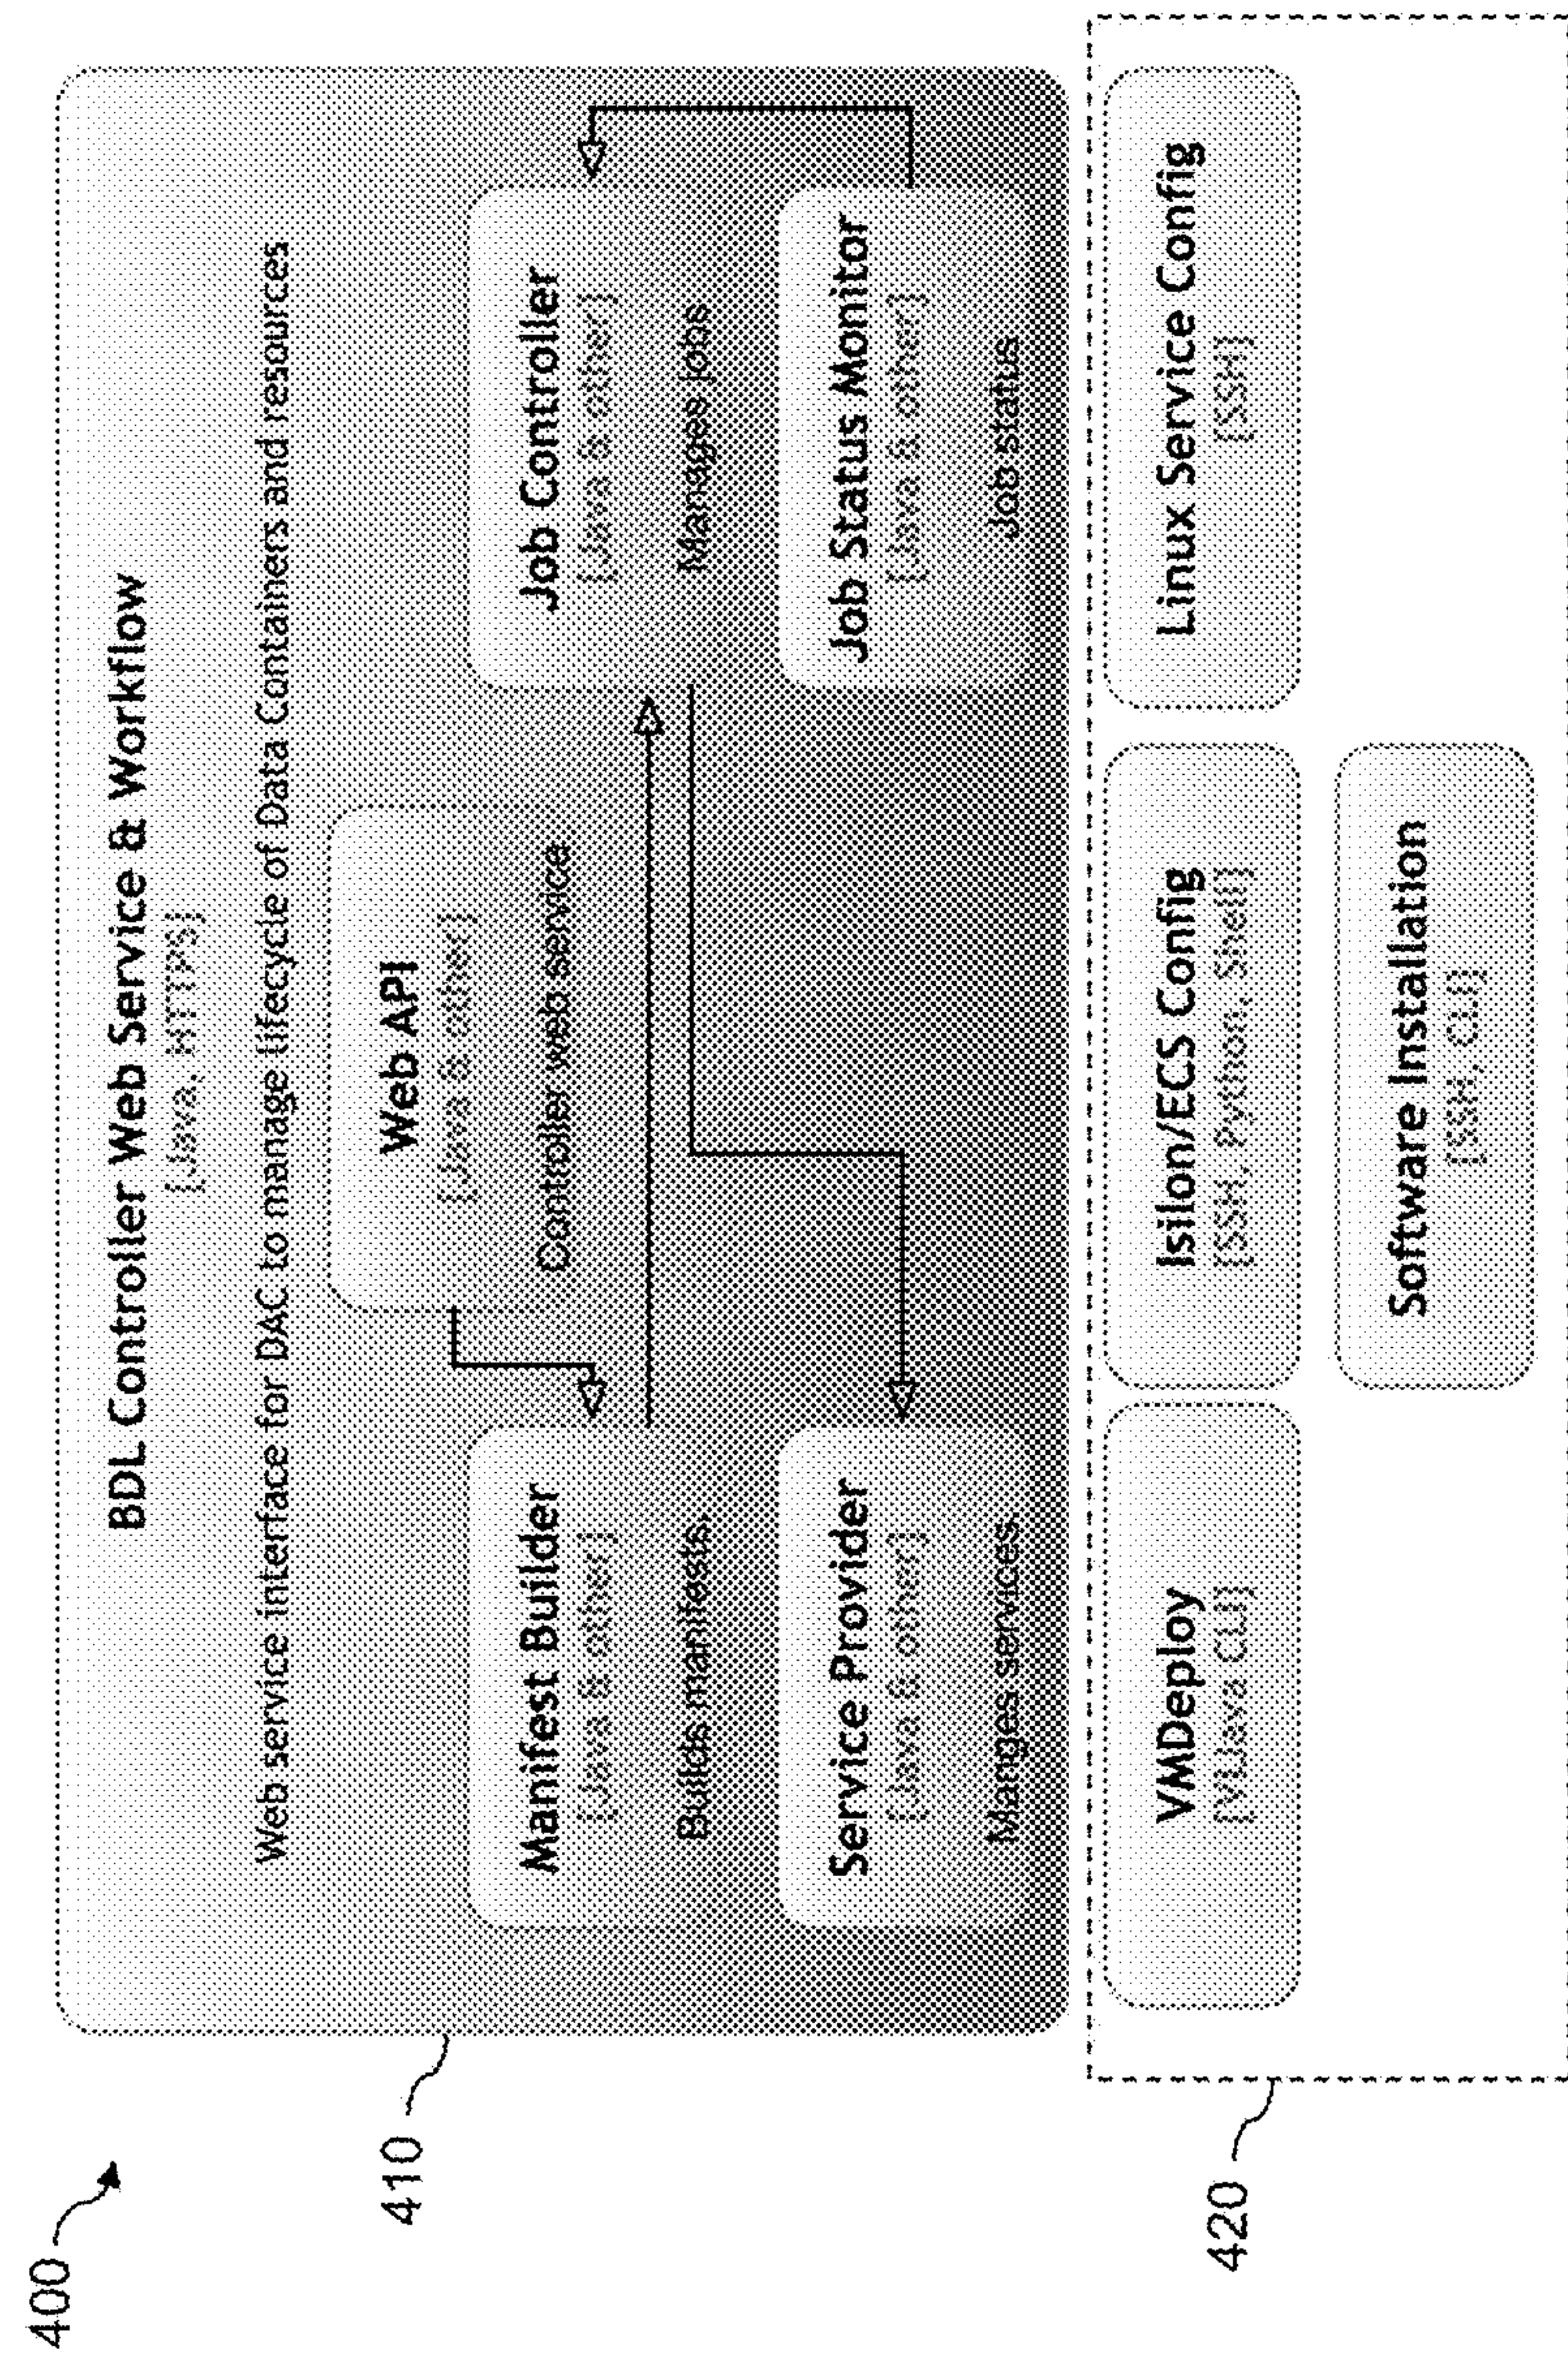 400
410
BDL Controller Web Service & Workflow
[Java, HTTPS]
Web service interface for DAC to manage lifecycle of Data Containers and resources
Web API
[Java & other]
Controller web service
Manifest Builder
[Java & other]
Builds manifests.
Job Controller
[Java & other]
Manages jobs
Service Provider
[Java & other]
Manges services.
Job Status Monitor
[Java & other]
Job status
420
VMDeploy
[VIJava CLI]
Isilon/ECS Config
[SSH, Python, Shell]
Linux Service Config
[SSH]
Software Installation
[SSH, CLI]